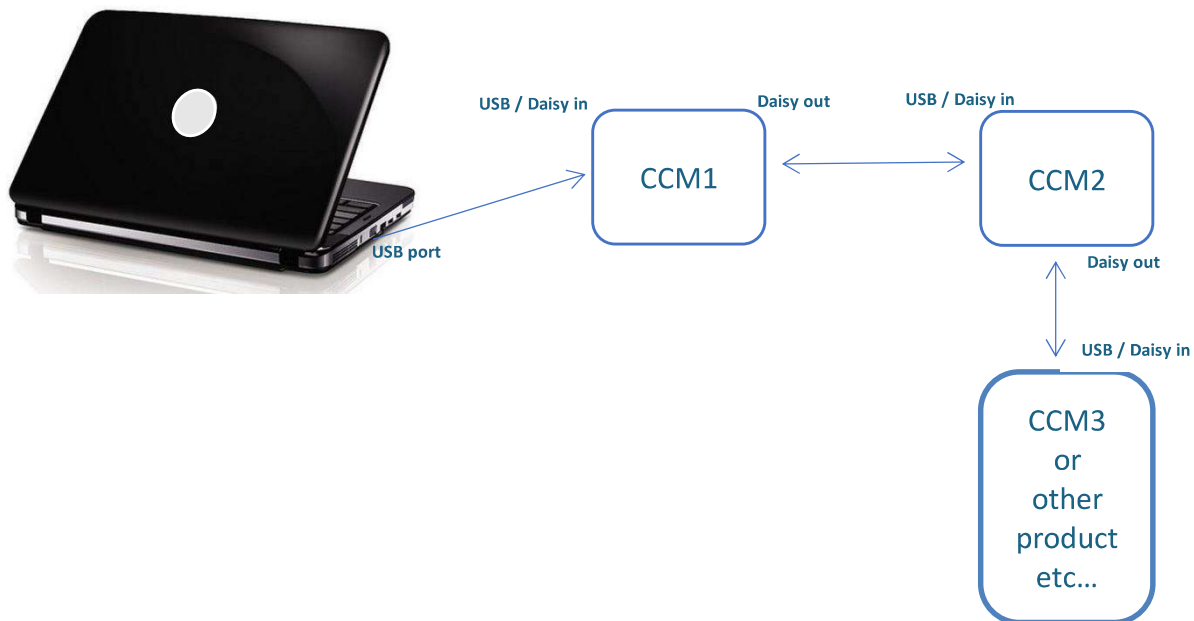 USB / Daisy in
Daisy out
USB / Daisy in
CCM1
CCM2
USB port
Daisy out
USB / Daisy in
CCM3
or
other
product
etc...